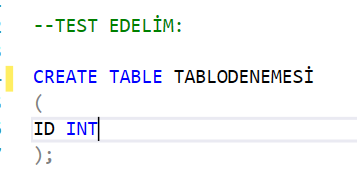 --TEST EDELİM:
CREATE TABLE TABLODENEMESİ
(
ID INT
);